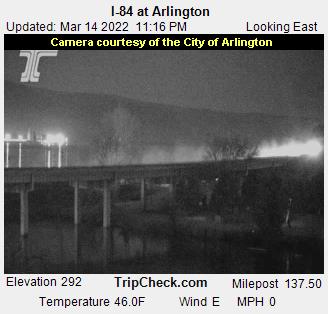 I-84 at Arlington
Updated: Mar 14 2022 11:16 PM Looking East
Camera courtesy of the City of Arlington
Elevation 292 TripCheck.com Milepost 137.50
Temperature 46.0F Wind E MPH 0